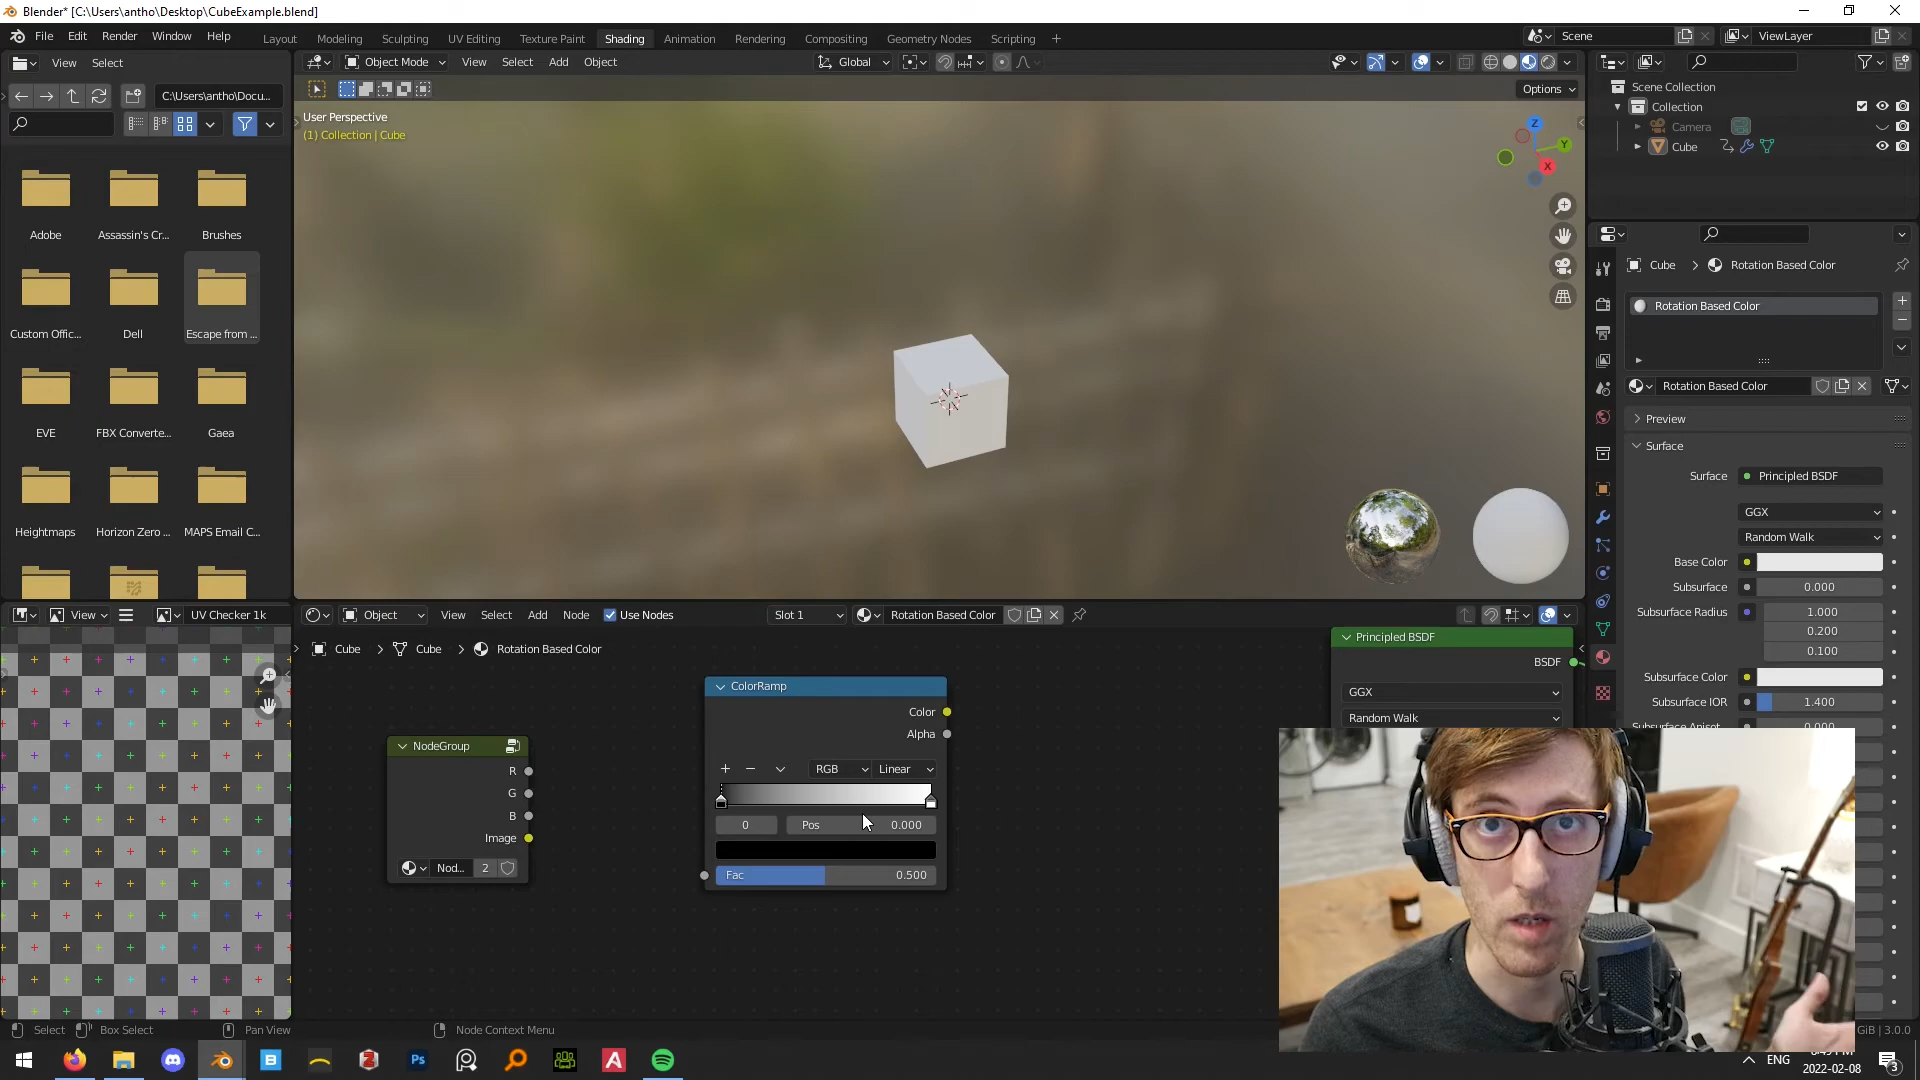 Blender* [C:\Users\antho\Desktop\CubeExample.blend]
File Edit Render Window Help
Layout Modeling Sculpting UV Editing Texture Paint Shading Animation Rendering Compositing Geometry Nodes Scripting
Scene
ViewLayer
View Select
Object Mode View Select Add Object
Global
C:\Users\antho\Docu...
Options
User Perspective
(1) Collection | Cube
Z
Y
X
Scene Collection
Collection
Camera
Cube
Adobe
Assassin's Cr...
Brushes
Custom Offic...
Dell
Escape from ...
EVE
FBX Converte...
Gaea
Heightmaps
Horizon Zero ...
MAPS Email C...
Cube
Rotation Based Color
Rotation Based Color
Rotation Based Color
Preview
Surface
Surface
Principled BSDF
GGX
Random Walk
Base Color
Subsurface
0.000
Subsurface Radius
1.000
0.200
0.100
Subsurface Color
Subsurface IOR
1.400
0.000
View
UV Checker 1k
Object View Select Add Node Use Nodes
Slot 1
Rotation Based Color
Cube
Cube
Rotation Based Color
NodeGroup
R
G
B
Image
Nod...
2
ColorRamp
Color
Alpha
RGB
Linear
0
Pos
0.000
Fac
0.500
Principled BSDF
BSDF
GGX
Random Walk
Select
Box Select
Pan View
Node Context Menu
GiB | 3.0.0
ENG
2022-02-08
3